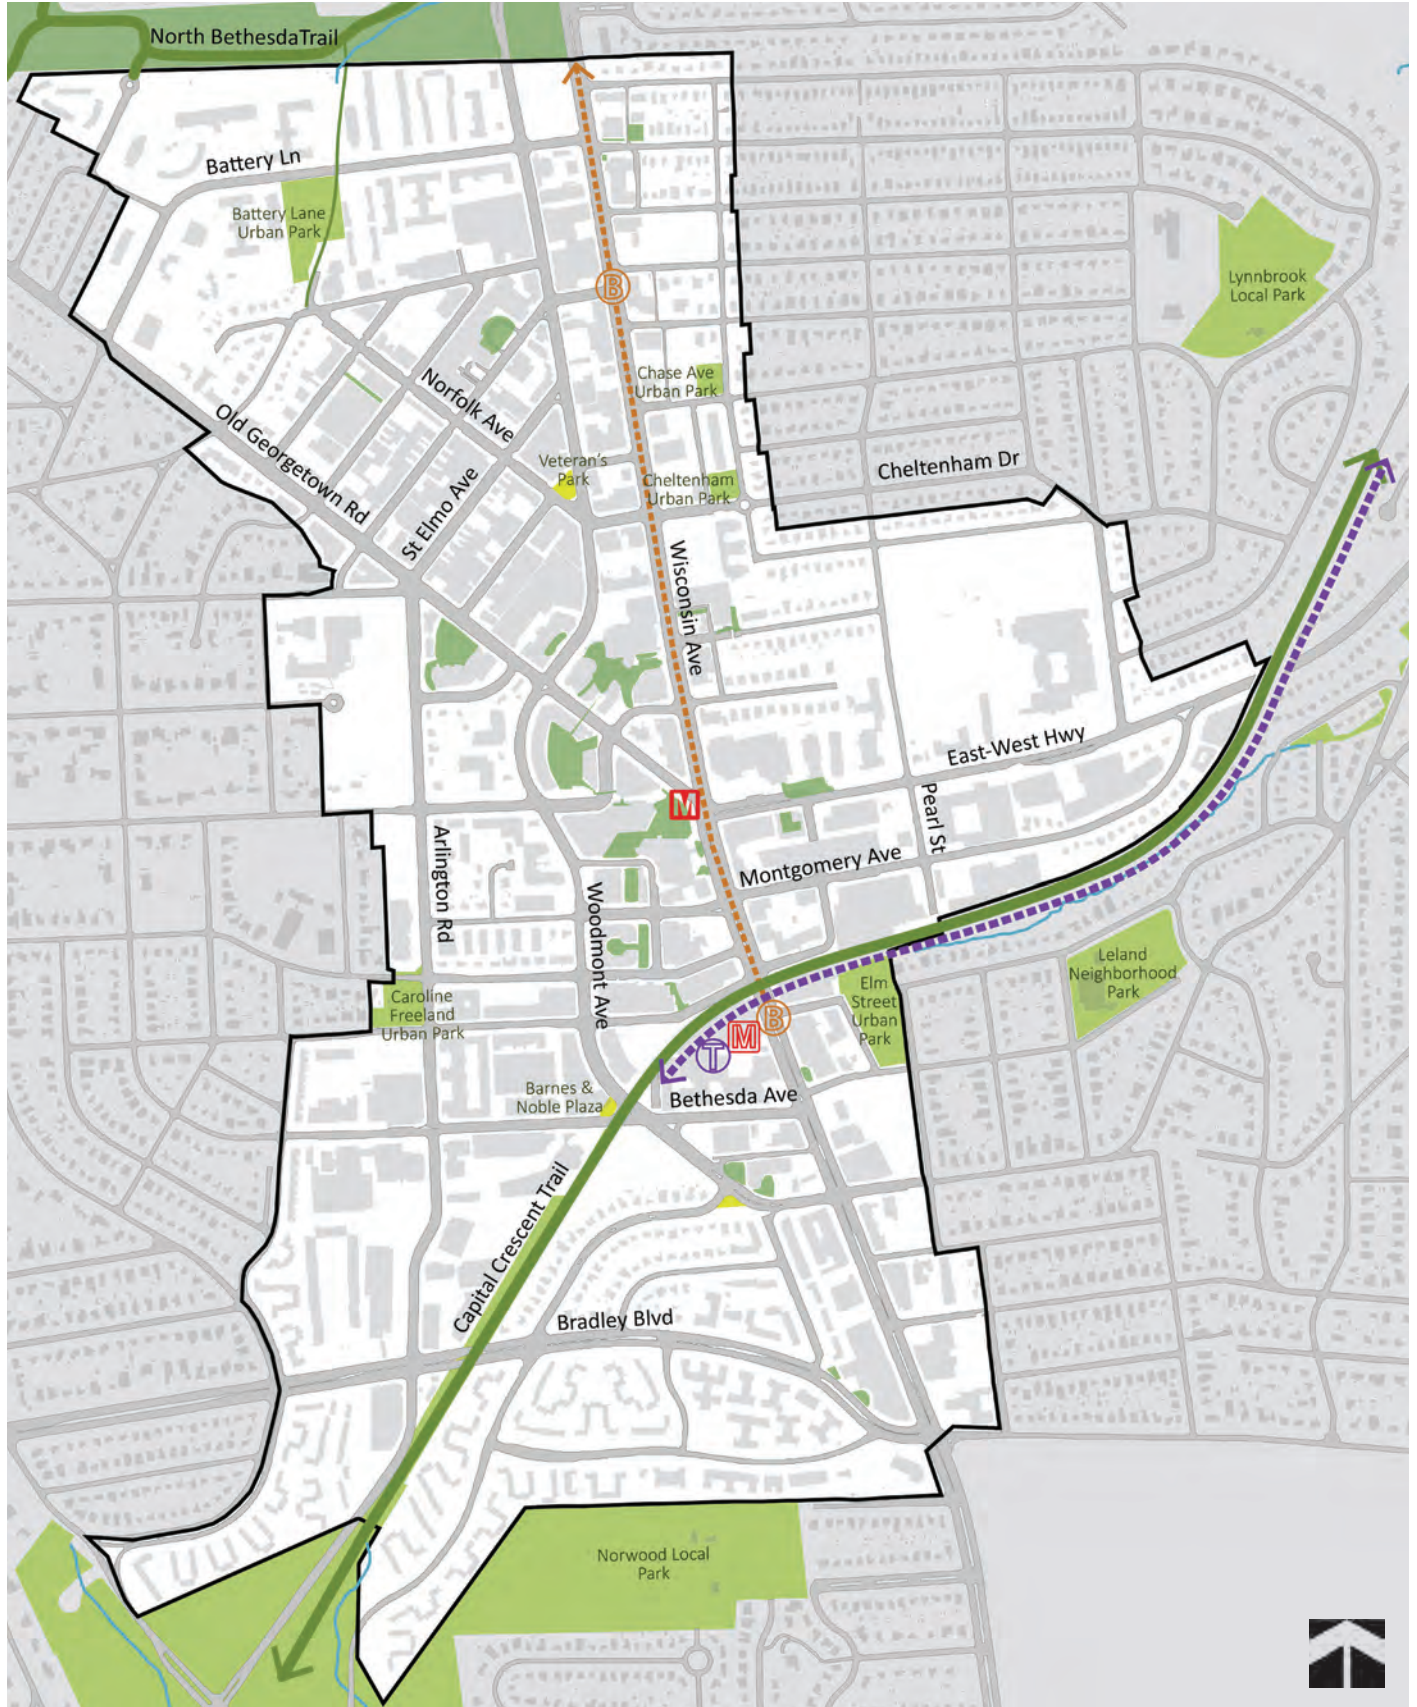 North BethesdaTrail
Battery Ln
Battery Lane
Urban Park
Lynnbrook
Local Park
B
Chase Ave
Urban Park
Norfolk Ave
Old Georgetown Rd
Veteran's
Park
Cheltenham Dr
Cheltenham
Urban Park
St Elmo Ave
Wisconsin Ave
East-West Hwy
M
Pearl St
Arlington Rd
Montgomery Ave
Woodmont Ave
Leland
Neighborhood
Park
Elm
Street
Urban
Park
Caroline
Freeland
Urban Park
B
M
T
Barnes &
Noble Plaza
Bethesda Ave
Capital Crescent Trail
Bradley Blvd
Norwood Local
Park